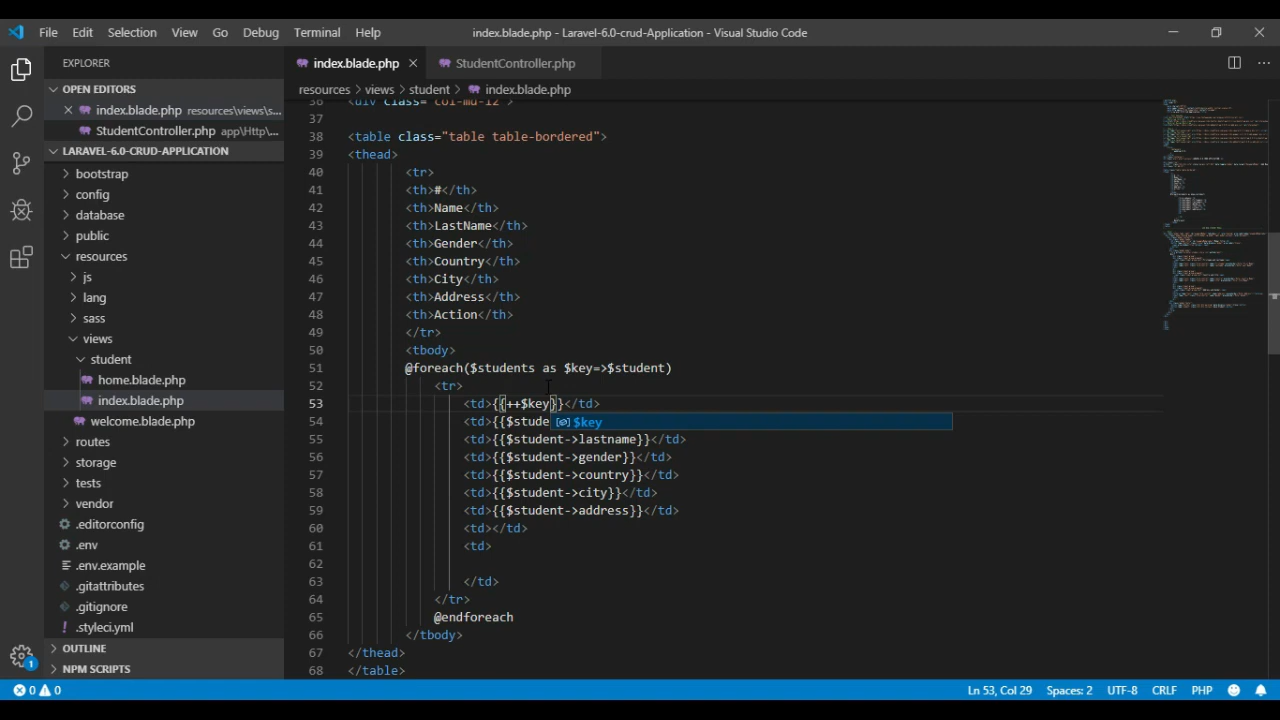 File Edit Selection View Go Debug Terminal Help index.blade.php - Laravel-6.0-crud-Application - Visual Studio Code
EXPLORER
OPEN EDITORS
index.blade.php resources\views\s...
StudentController.php app\Http\...
LARAVEL-6.0-CRUD-APPLICATION
bootstrap
config
database
public
resources
js
lang
sass
views
student
home.blade.php
index.blade.php
welcome.blade.php
routes
storage
tests
vendor
.editorconfig
.env
.env.example
.gitattributes
.gitignore
.styleci.yml
OUTLINE
NPM SCRIPTS
1
index.blade.php StudentController.php
resources > views > student > index.blade.php
36 <div class="col-md-12">
37
38 <table class="table table-bordered">
39 <thead>
40 <tr>
41 <th>#</th>
42 <th>Name</th>
43 <th>LastName</th>
44 <th>Gender</th>
45 <th>Country</th>
46 <th>City</th>
47 <th>Address</th>
48 <th>Action</th>
49 </tr>
50 <tbody>
51 @foreach($students as $key=>$student)
52 <tr>
53 <td>{{++$key}}</td>
54 <td>{{$stude
$key
55 <td>{{$student->lastname}}</td>
56 <td>{{$student->gender}}</td>
57 <td>{{$student->country}}</td>
58 <td>{{$student->city}}</td>
59 <td>{{$student->address}}</td>
60 <td></td>
61 <td>
62
63 </td>
64 </tr>
65 @endforeach
66 </tbody>
67 </thead>
68 </table>
0 0 Ln 53, Col 29 Spaces: 2 UTF-8 CRLF PHP